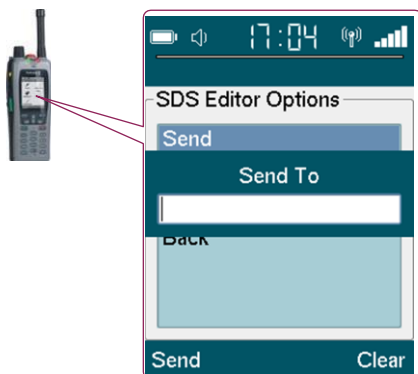 17:04
SDS Editor Options
Send
Send To
Back
Send Clear